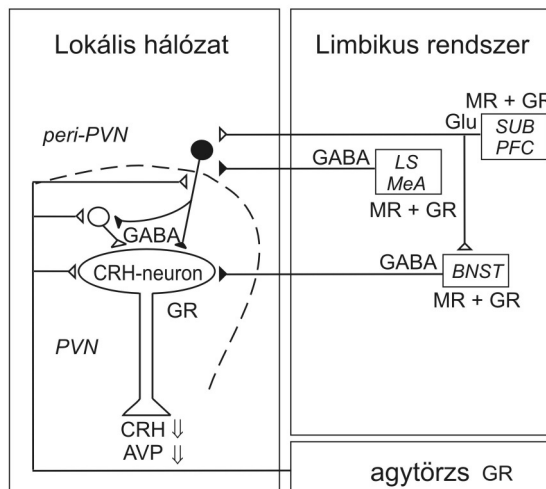 Lokális hálózat
peri-PVN
GABA
CRH-neuron
GR
PVN
CRH ⇓
AVP ⇓
Limbikus rendszer
MR + GR
Glu
SUB
PFC
GABA
LS
MeA
MR + GR
GABA
BNST
MR + GR
agytörzs GR